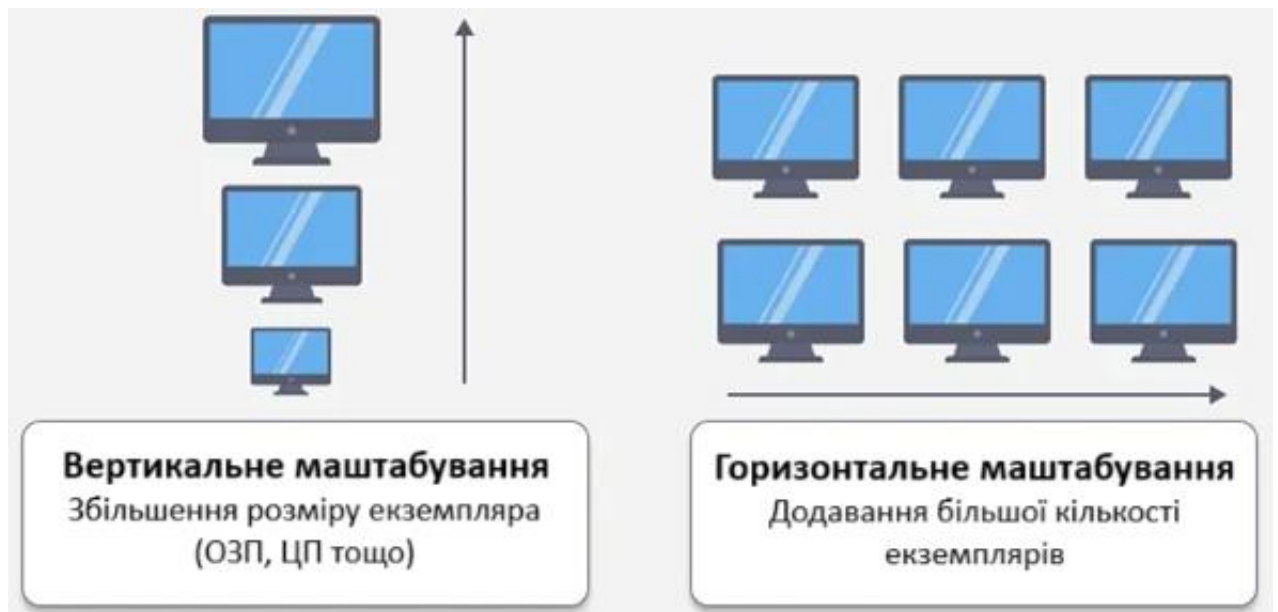 Вертикальне маштабування
Збільшення розміру екземпляра
(ОЗП, ЦП тощо)
Горизонтальне маштабування
Додавання більшої кількості
екземплярів